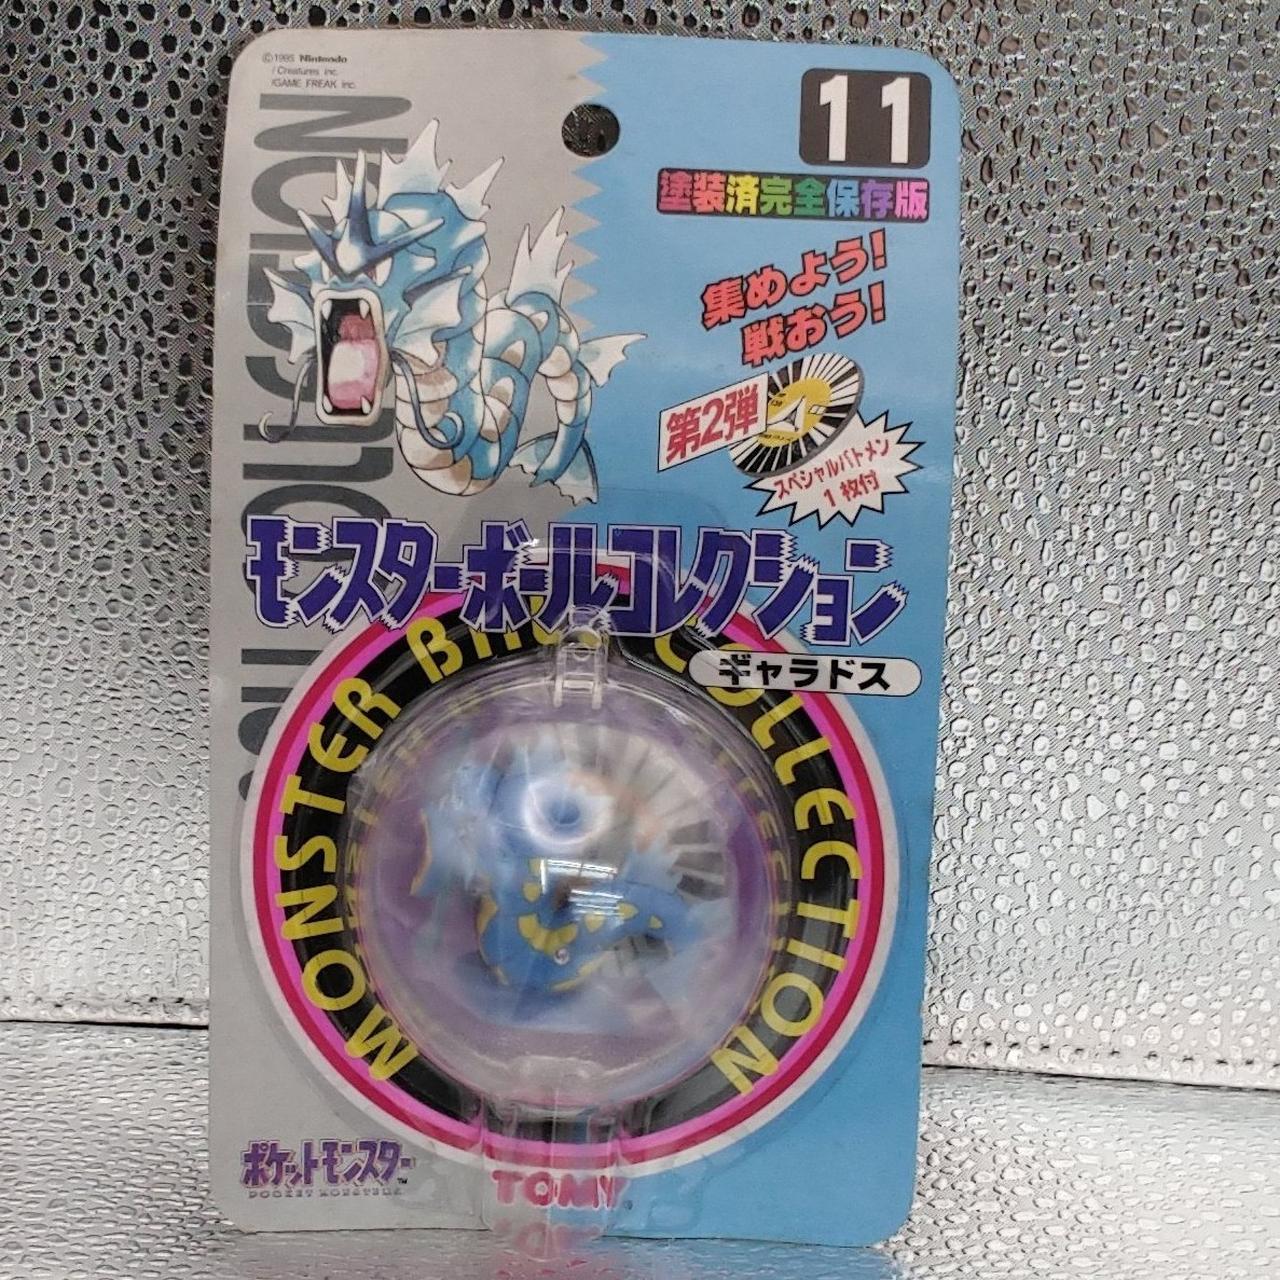 ©1995 Nintendo
/Creatures inc.
/GAME FREAK inc.
11
塗装済完全保存版
集めよう!
戦おう!
第2弾
スペシャルバトメン
1枚付
モンスターボールコレクション
ギャラドス
MONSTER BALL COLLECTION
ポケットモンスター™
POCKET MONSTERS
TOMY®